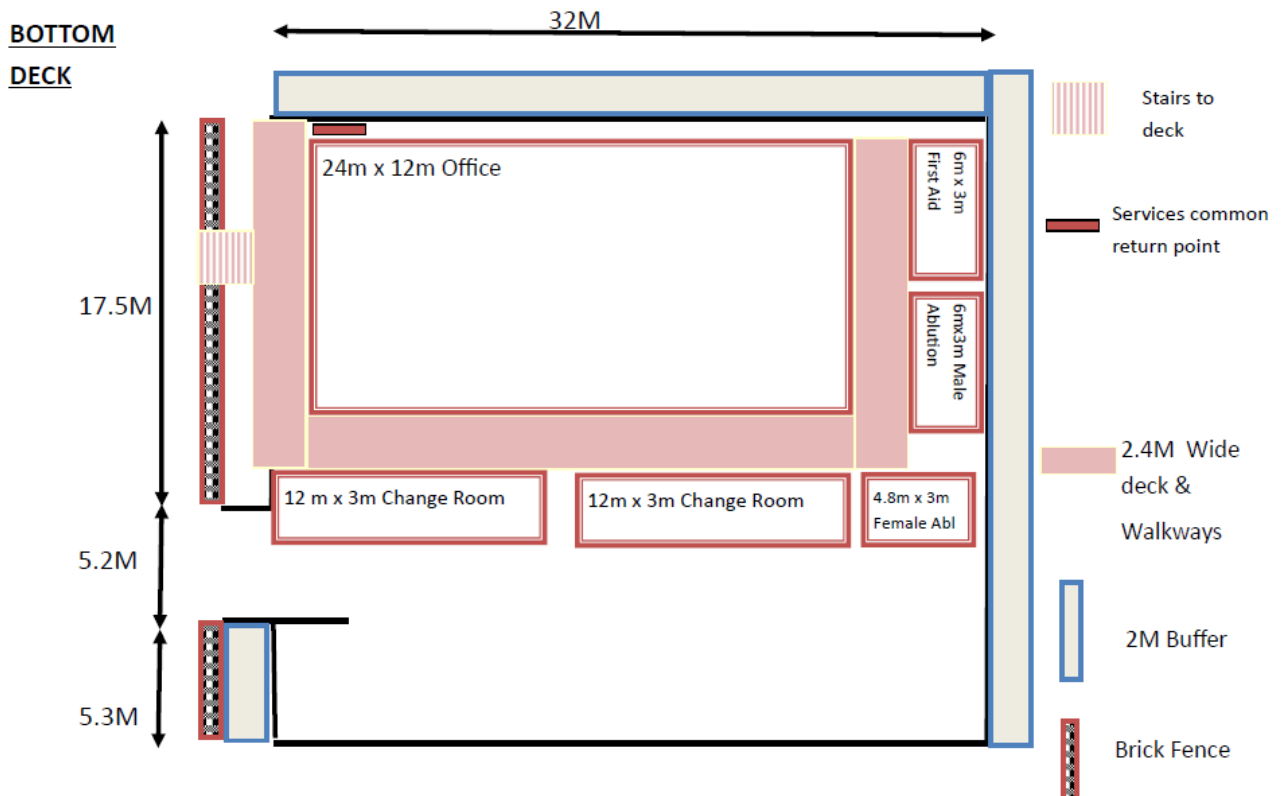 BOTTOM
DECK
32M
17.5M
5.2M
5.3M
24m x 12m Office
6m x 3m
First Aid
6mx3m Male
Ablution
12 m x 3m Change Room
12m x 3m Change Room
4.8m x 3m
Female Abl
Stairs to
deck
Services common
return point
2.4M Wide
deck &
Walkways
2M Buffer
Brick Fence